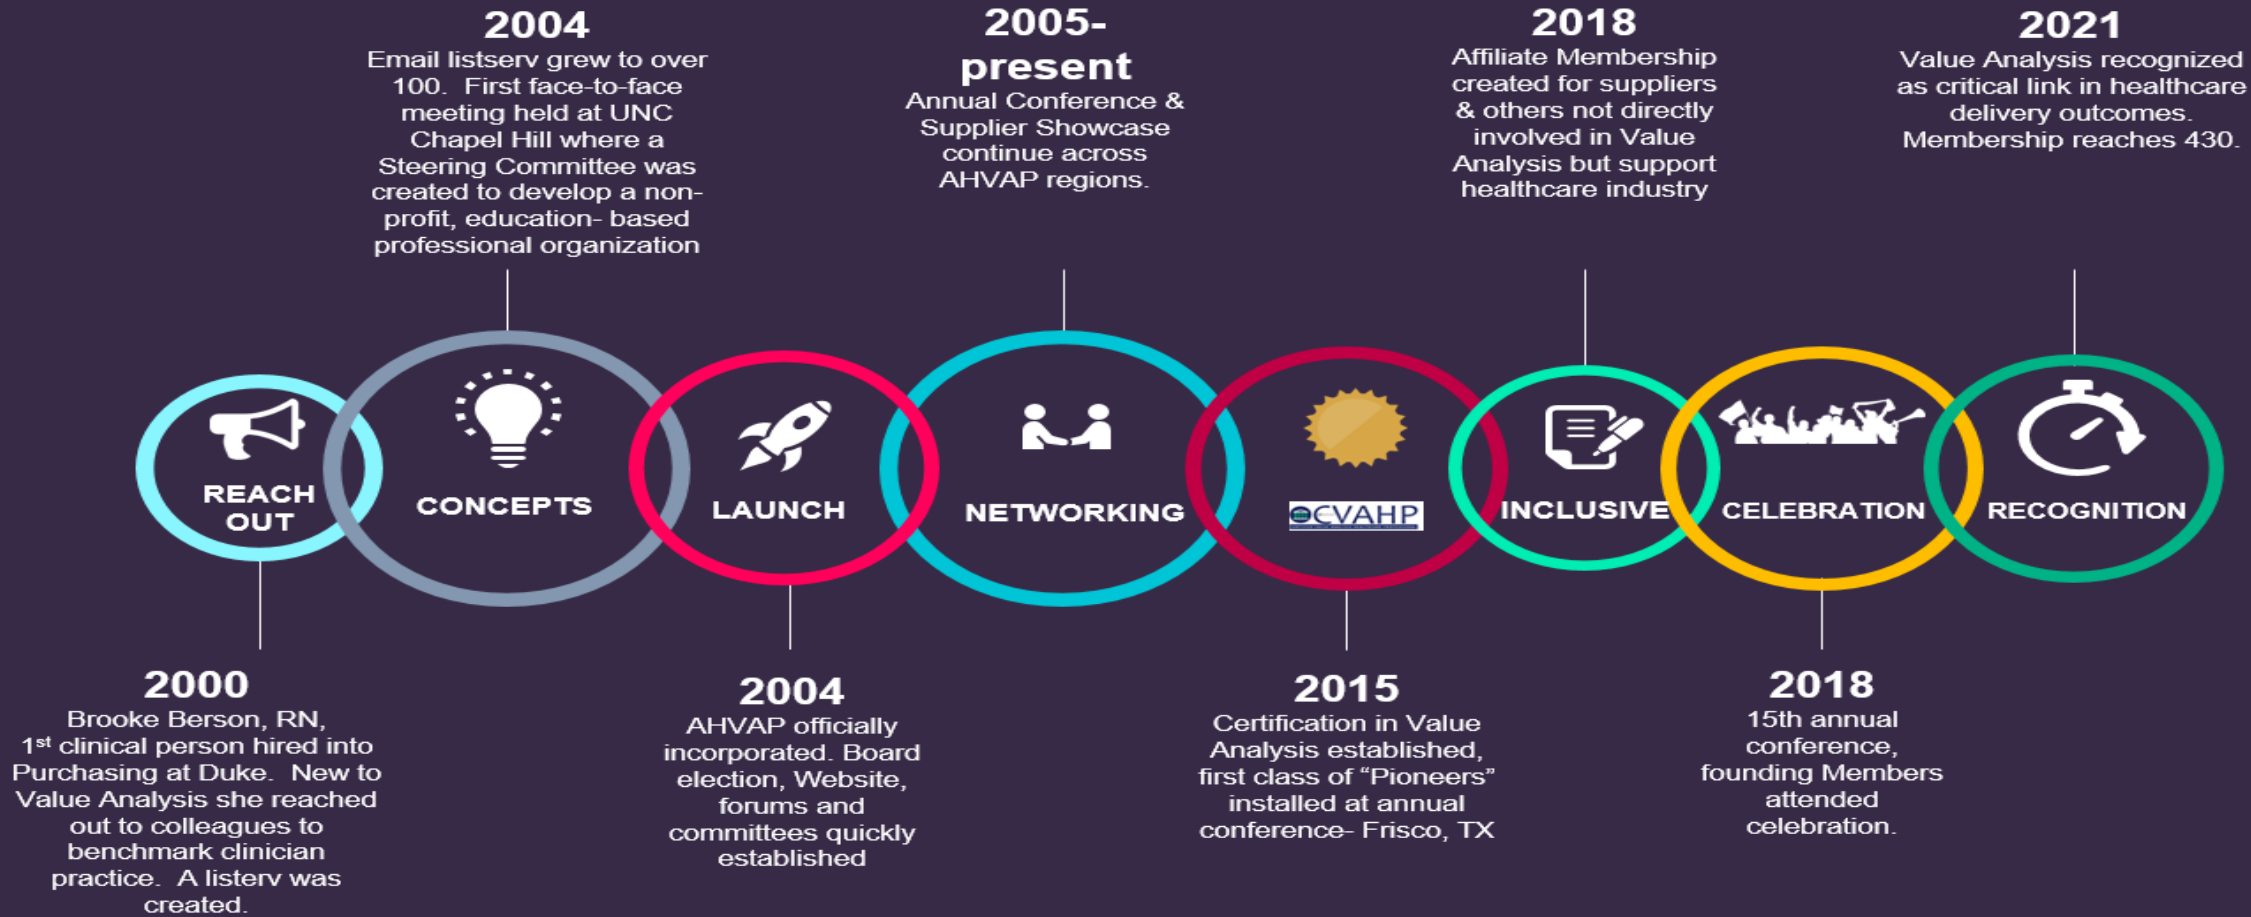 2004
Email listserv grew to over
100. First face-to-face
meeting held at UNC
Chapel Hill where a
Steering Committee was
created to develop a non-
profit, education- based
professional organization
2005-
present
Annual Conference &
Supplier Showcase
continue across
AHVAP regions.
2018
Affiliate Membership
created for suppliers
& others not directly
involved in Value
Analysis but support
healthcare industry
2021
Value Analysis recognized
as critical link in healthcare
delivery outcomes.
Membership reaches 430.
REACH
OUT
CONCEPTS
LAUNCH
NETWORKING
CVAHP
INCLUSIVE
CELEBRATION
RECOGNITION
2000
Brooke Berson, RN,
1st clinical person hired into
Purchasing at Duke. New to
Value Analysis she reached
out to colleagues to
benchmark clinician
practice. A listerv was
created.
2004
AHVAP officially
incorporated. Board
election, Website,
forums and
committees quickly
established
2015
Certification in Value
Analysis established,
first class of “Pioneers”
installed at annual
conference- Frisco, TX
2018
15th annual
conference,
founding Members
attended
celebration.